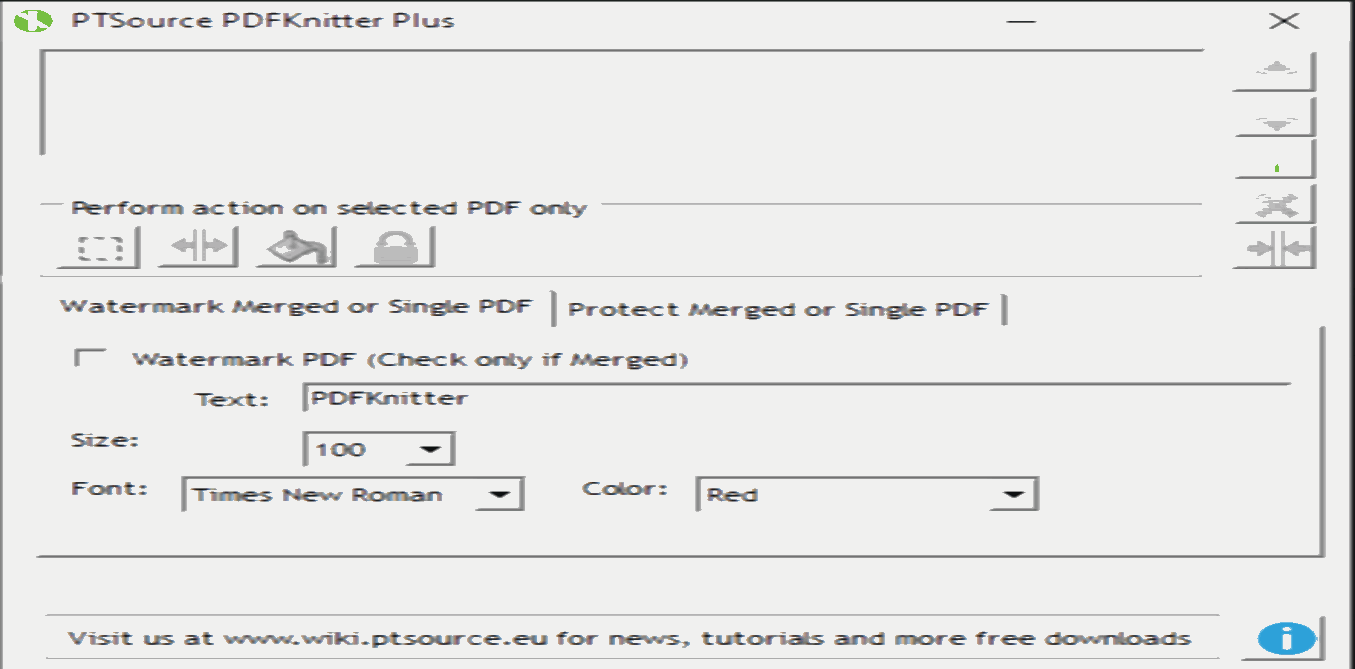 PTSource PDFKnitter Plus
Perform action on selected PDF only
Watermark Merged or Single PDF
Protect Merged or Single PDF
Watermark PDF (Check only if Merged)
Text: PDFKnitter
Size: 100
Font: Times New Roman Color: Red
Visit us at www.wiki.ptsource.eu for news, tutorials and more free downloads